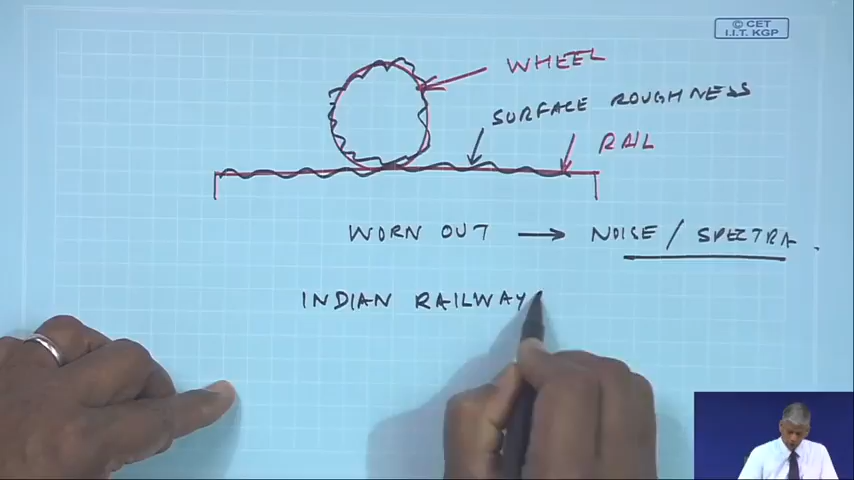 © CET
I.I.T. KGP
WHEEL
SURFACE ROUGHNESS
RAIL
WORN OUT → NOISE / SPECTRA.
INDIAN RAILWAY